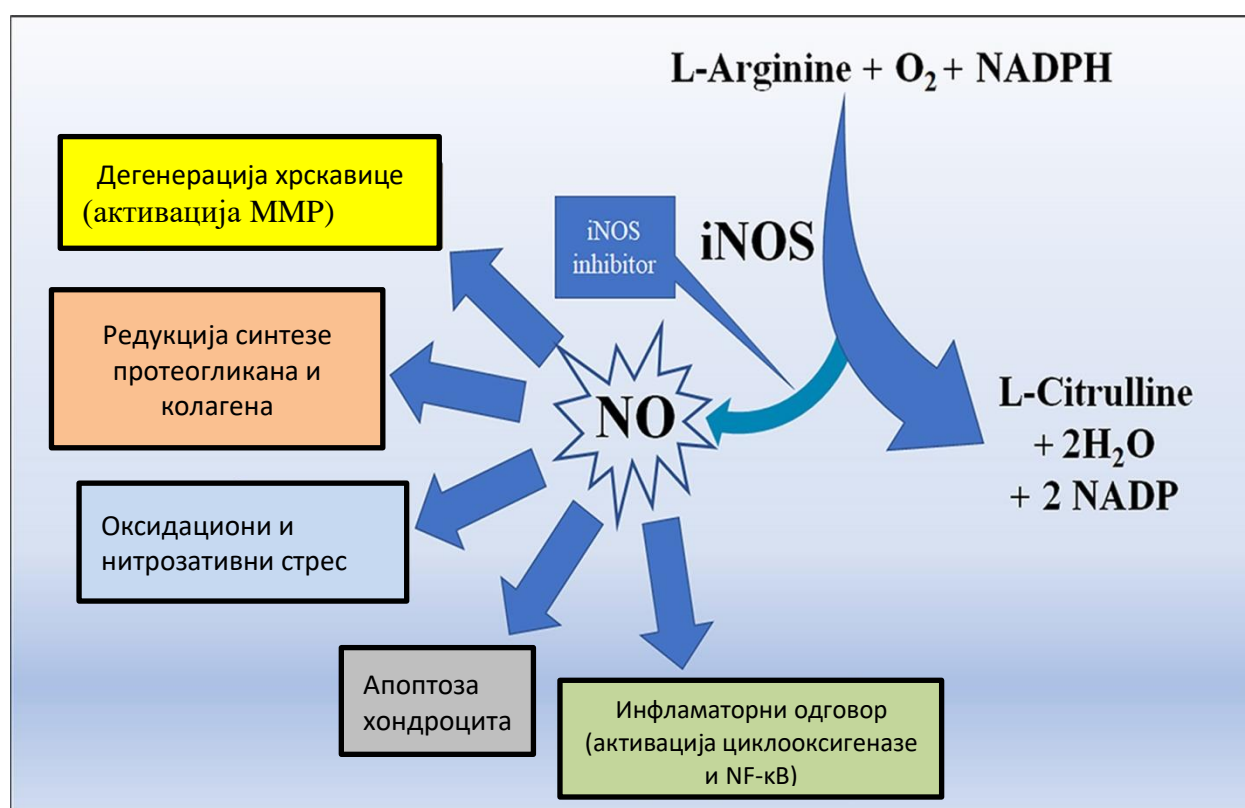 L-Arginine + O₂ + NADPH
Дегенерација хрскавице
(активација ММР)
iNOS
inhibitor
iNOS
Редукција синтезе
протеогликана и
колагена
NO
L-Citrulline
+ 2H₂O
+ 2 NADP
Оксидациони и
нитрозативни стрес
Апоптоза
хондроцита
Инфламаторни одговор
(активација циклооксигеназе
и NF-κB)